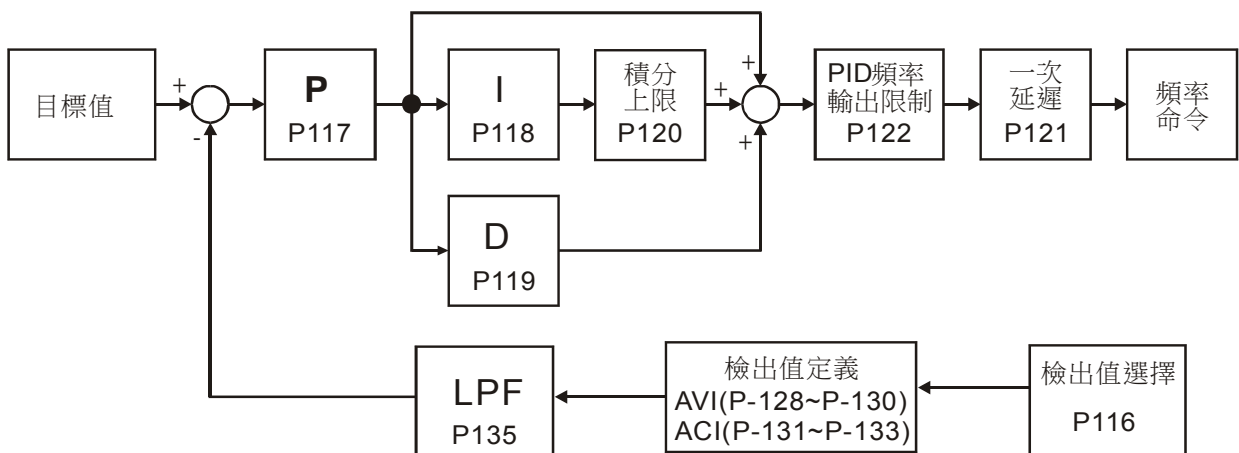 目標值
+
-
P
P117
I
P118
積分
上限
P120
+
+
+
PID頻率
輸出限制
P122
一次
延遲
P121
頻率
命令
D
P119
LPF
P135
檢出值定義
AVI(P-128~P-130)
ACI(P-131~P-133)
檢出值選擇
P116